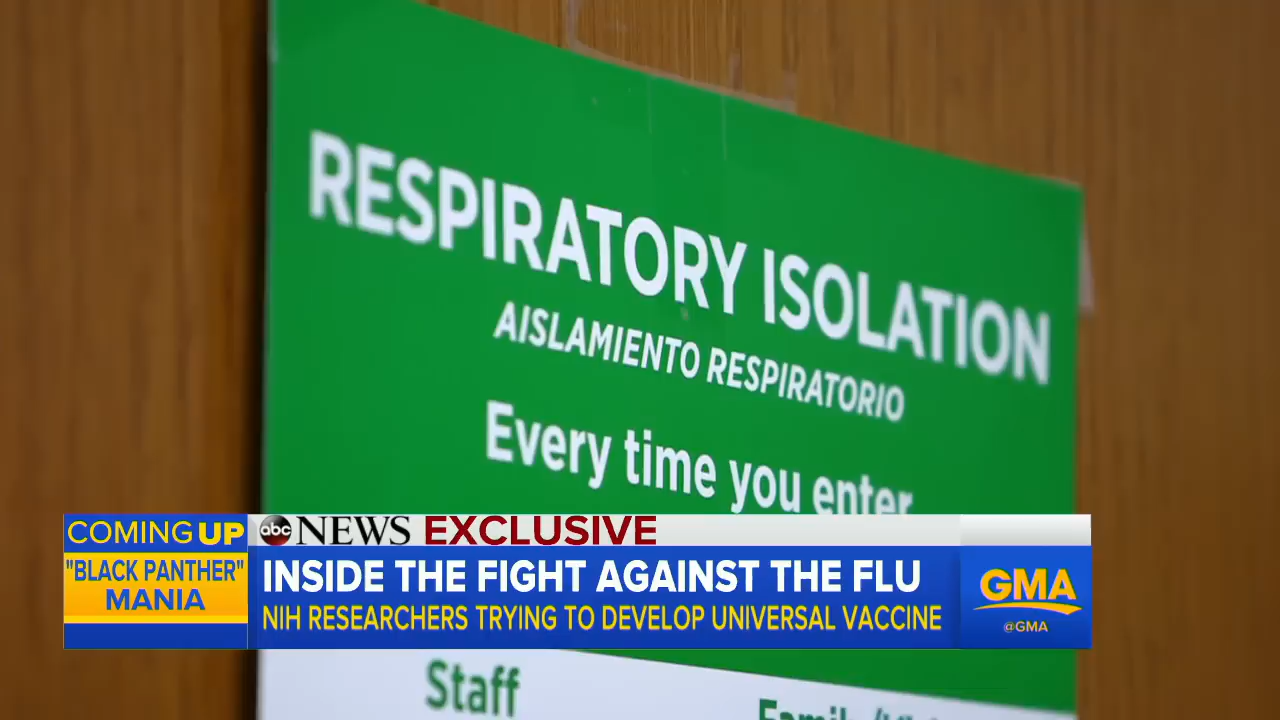 RESPIRATORY ISOLATION
AISLAMIENTO RESPIRATORIO
Every time you enter
COMING UP
"BLACK PANTHER"
MANIA
abc NEWS EXCLUSIVE
INSIDE THE FIGHT AGAINST THE FLU
NIH RESEARCHERS TRYING TO DEVELOP UNIVERSAL VACCINE
GMA
@GMA
Staff